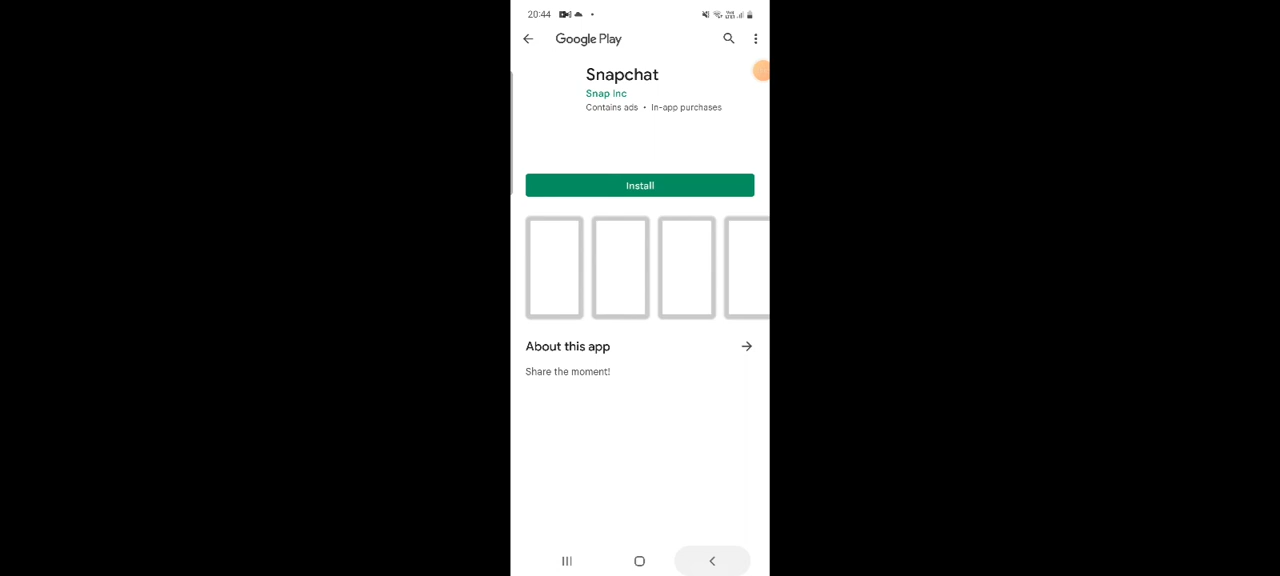 20:44
Google Play
Snapchat
Snap Inc
Contains ads • In-app purchases
Install
About this app
Share the moment!